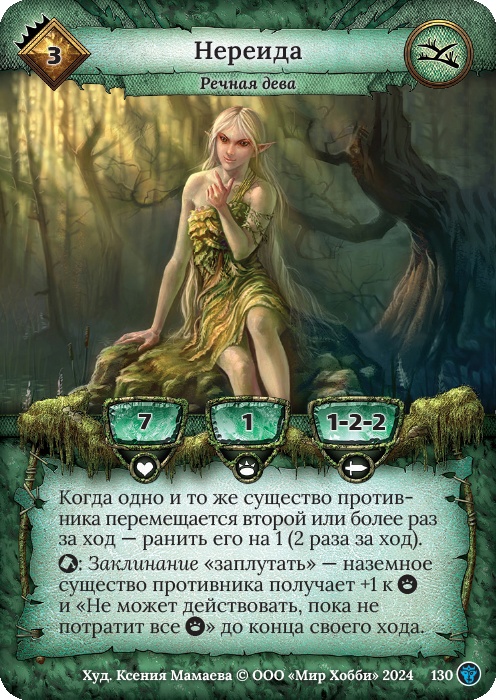 3
Нереида
Речная дева
7
1
1-2-2
Когда одно и то же существо против-
ника перемещается второй или более раз
за ход — ранить его на 1 (2 раза за ход).
: Заклинание «заплутать» — наземное
существо противника получает +1 к
и «Не может действовать, пока не
потратит все » до конца своего хода.
Худ. Ксения Мамаева © ООО «Мир Хобби» 2024 130